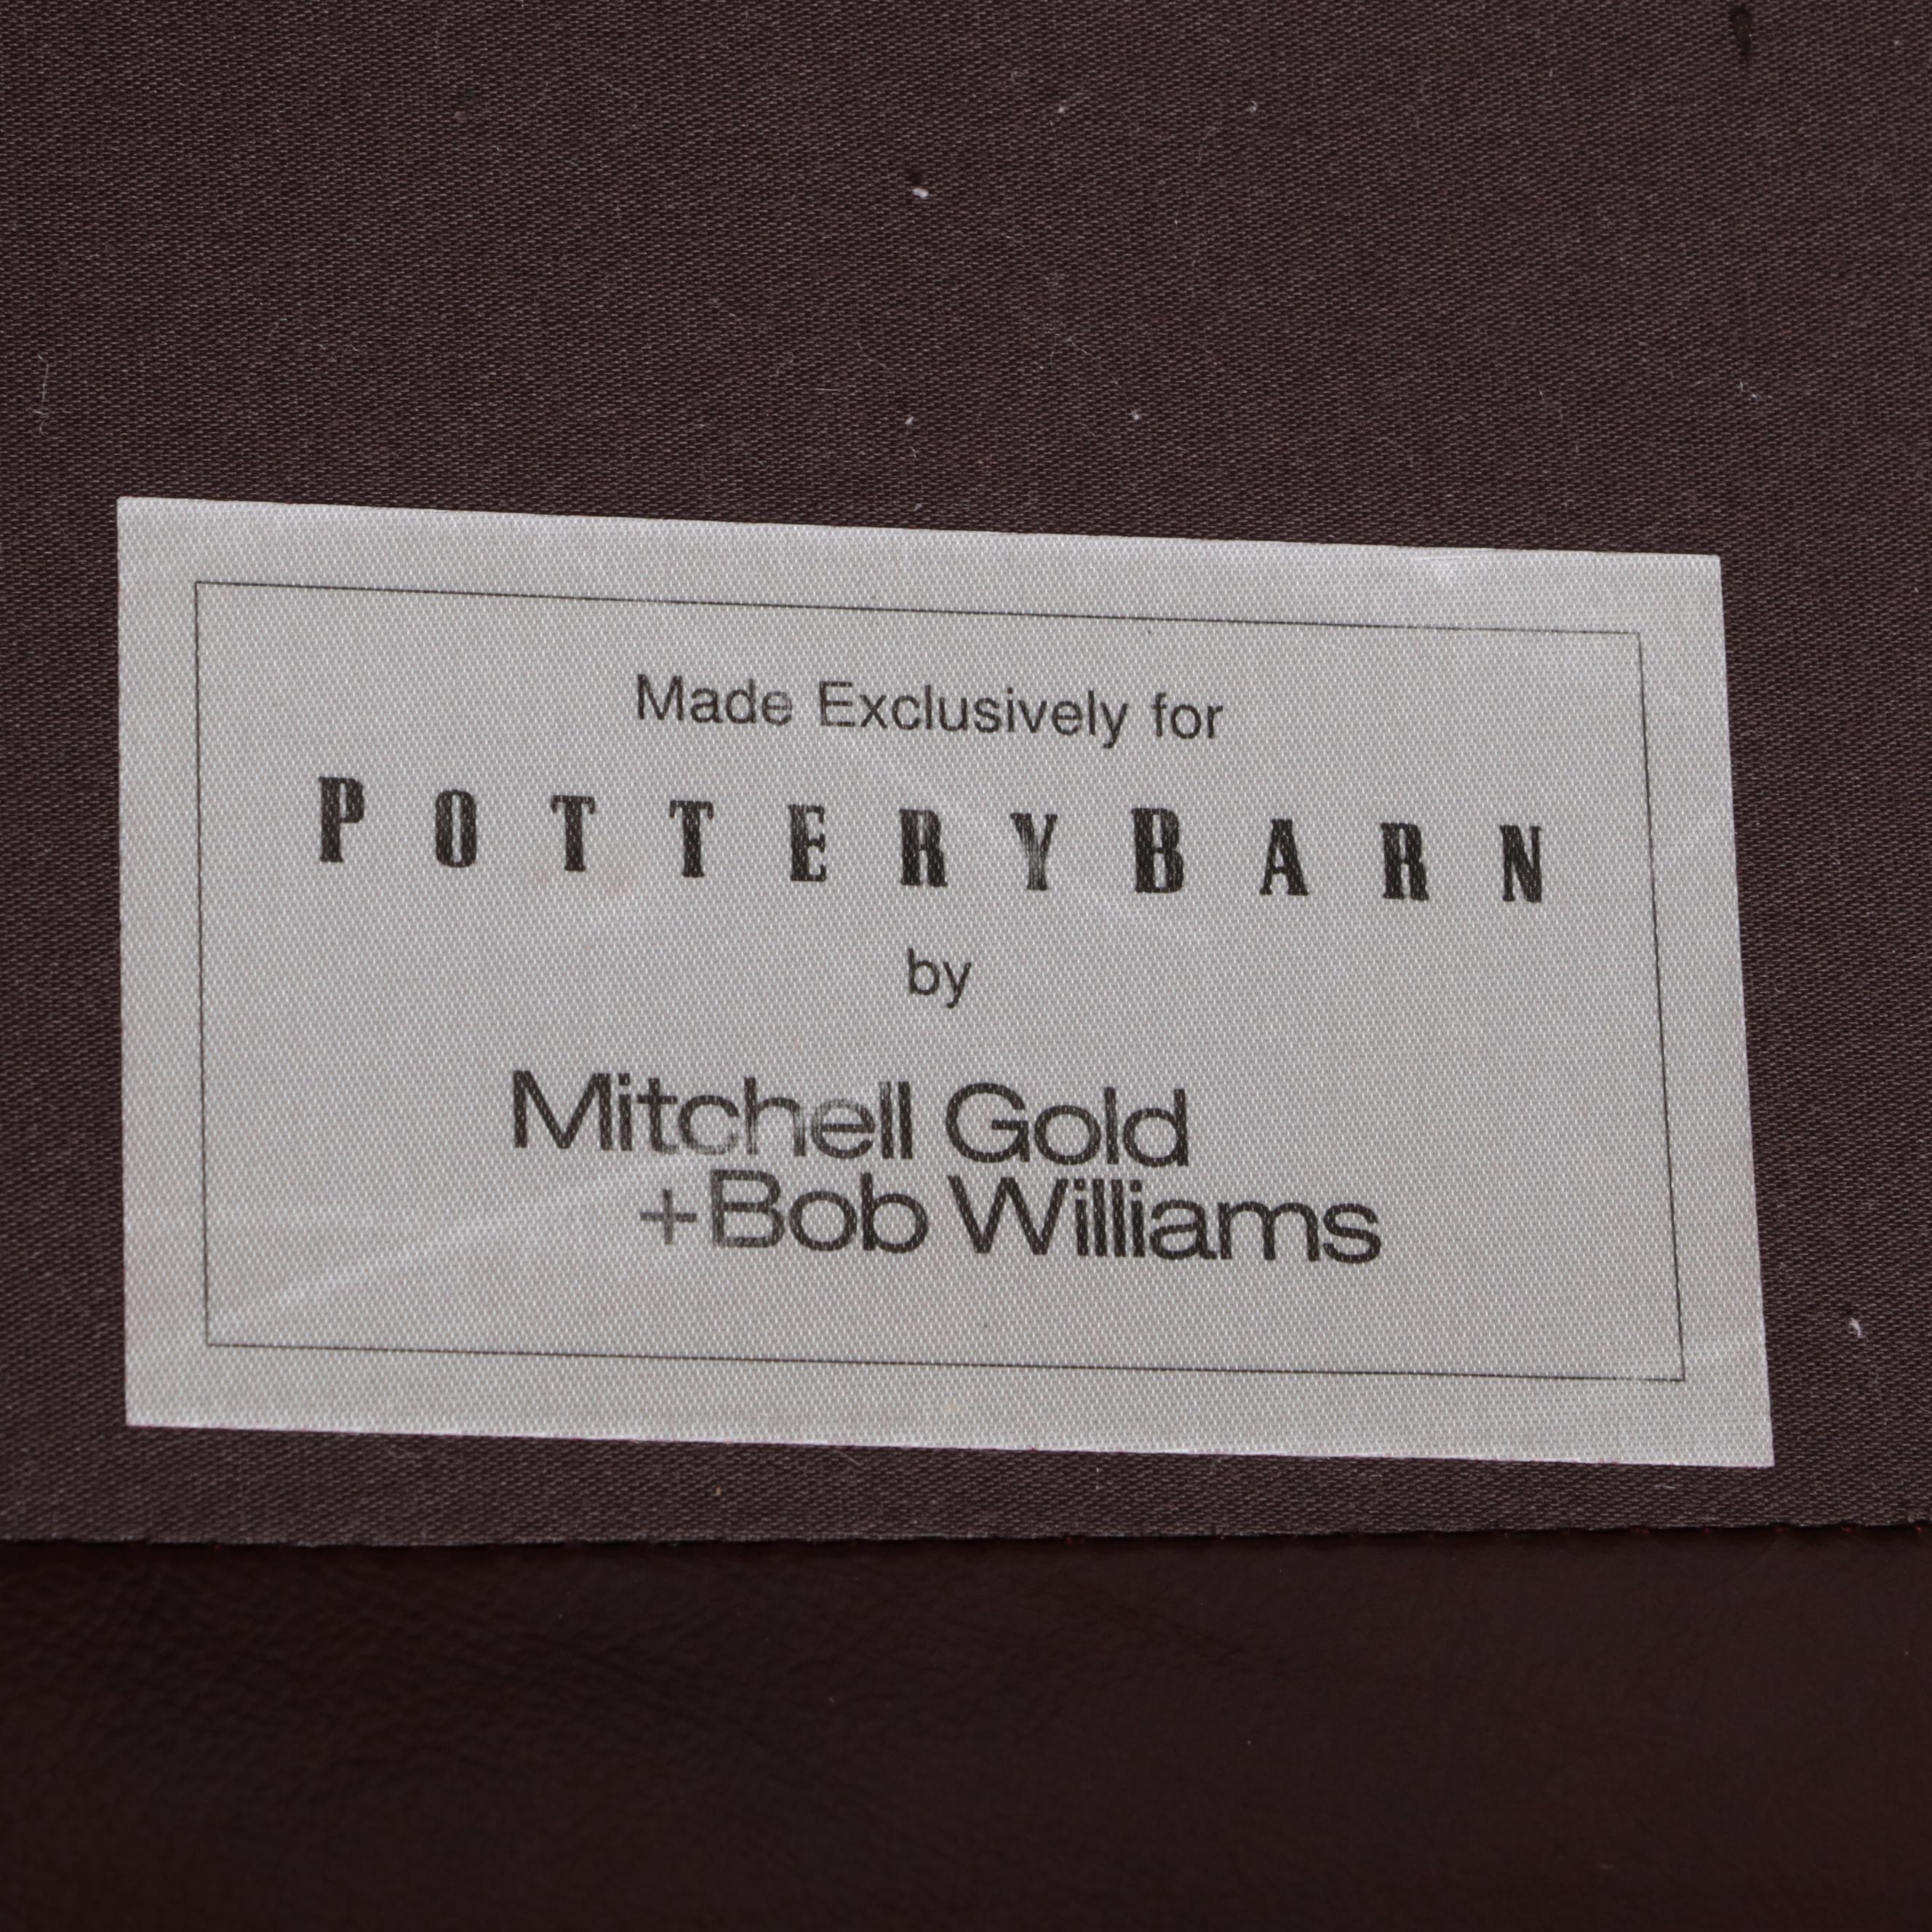 Made Exclusively for
POTTERYBARN
by
Mitchell Gold
+Bob Williams